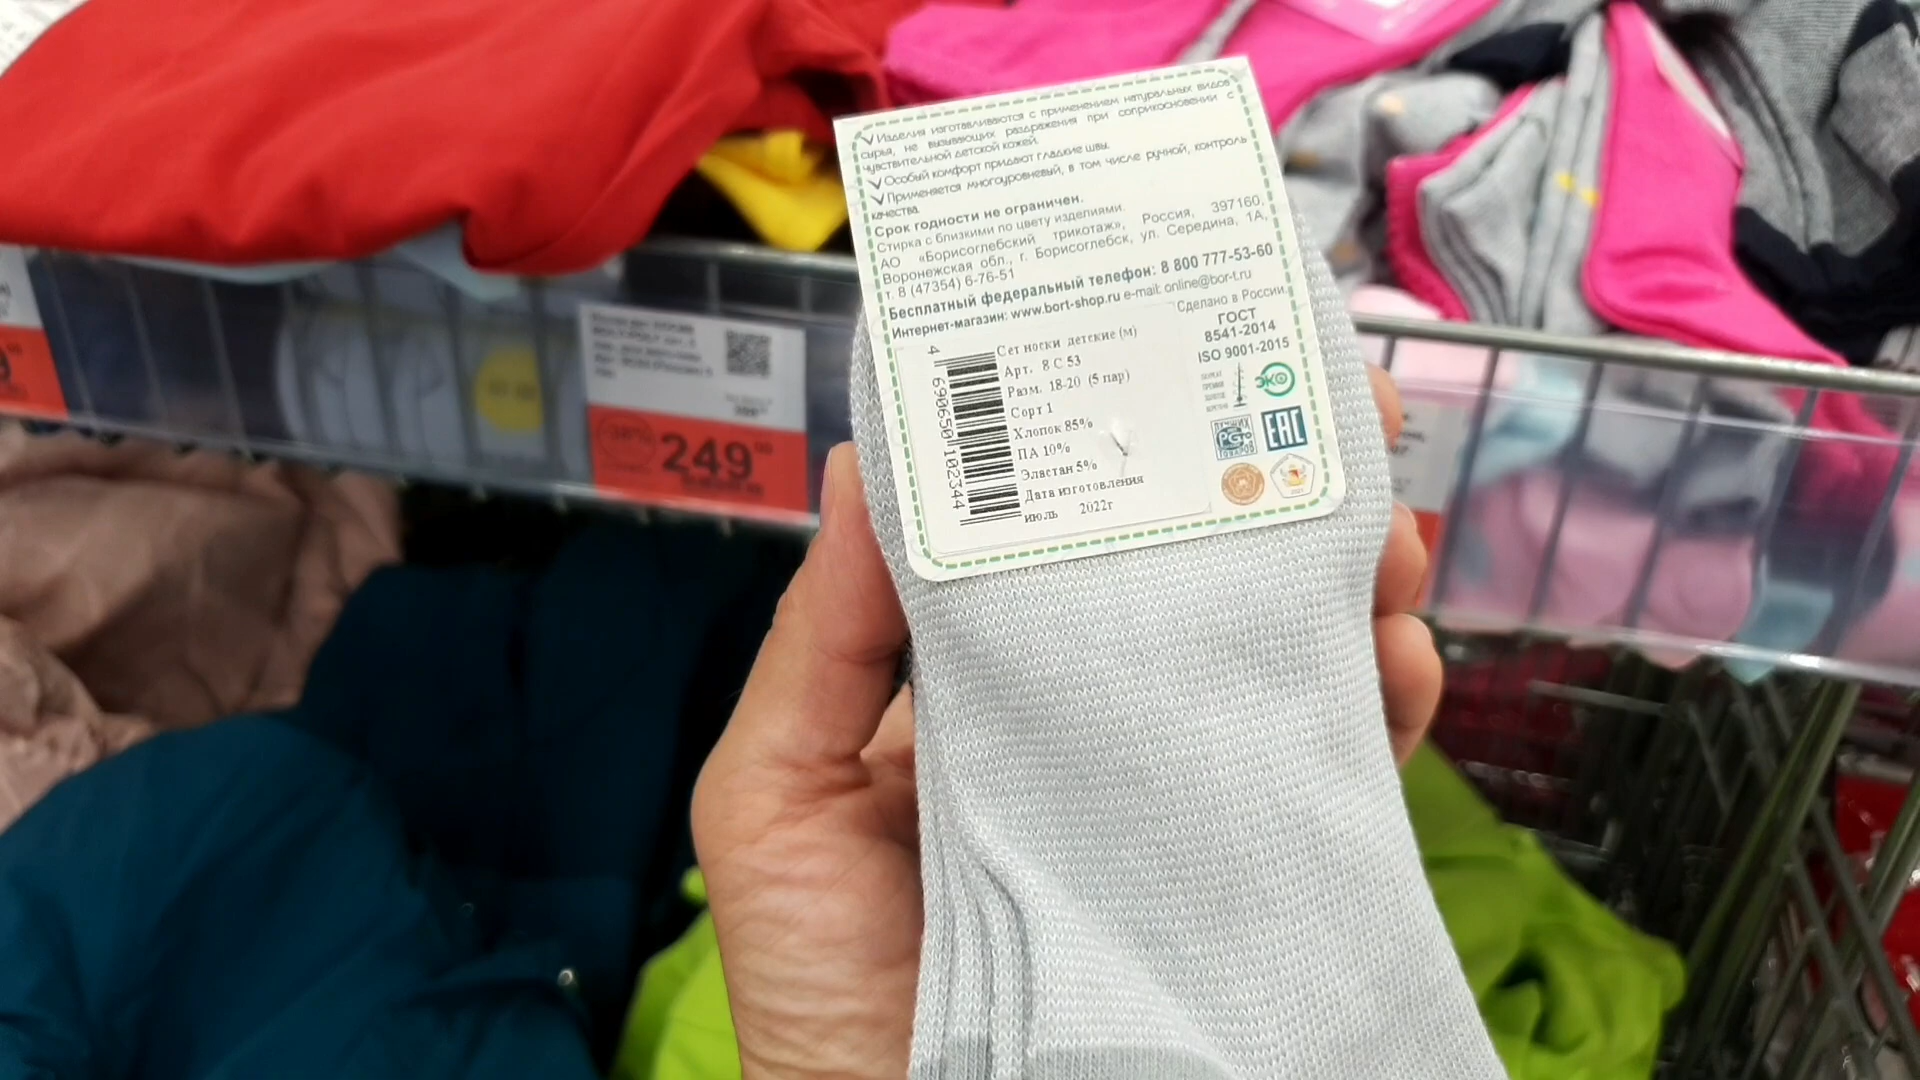 Изделия изготавливаются с применением натуральных видов
сырья, не вызывающих раздражения при соприкосновении с
чувствительной детской кожей.
Особый комфорт придают гладкие швы.
Применяется многоуровневый, в том числе ручной, контроль
качества.
Срок годности не ограничен.
Стирка с близкими по цвету изделиями.
АО «Борисоглебский трикотаж», Россия, 397160,
Воронежская обл., г. Борисоглебск, ул. Середина, 1А,
т. 8 (47354) 6-76-51
Бесплатный федеральный телефон: 8 800 777-53-60
Интернет-магазин: www.bort-shop.ru e-mail: online@bor-t.ru
Сделано в России.
ГОСТ
8541-2014
ISO 9001-2015
Сет носки детские (м)
Арт. 8 С 53
Разм. 18-20 (5 пар)
Сорт 1
Хлопок 85%
ПА 10%
Эластан 5%
Дата изготовления
июль 2022г
4 690650 102344
ЭКО
ЛУЧШИХ
ТОВАРОВ
EAC
249